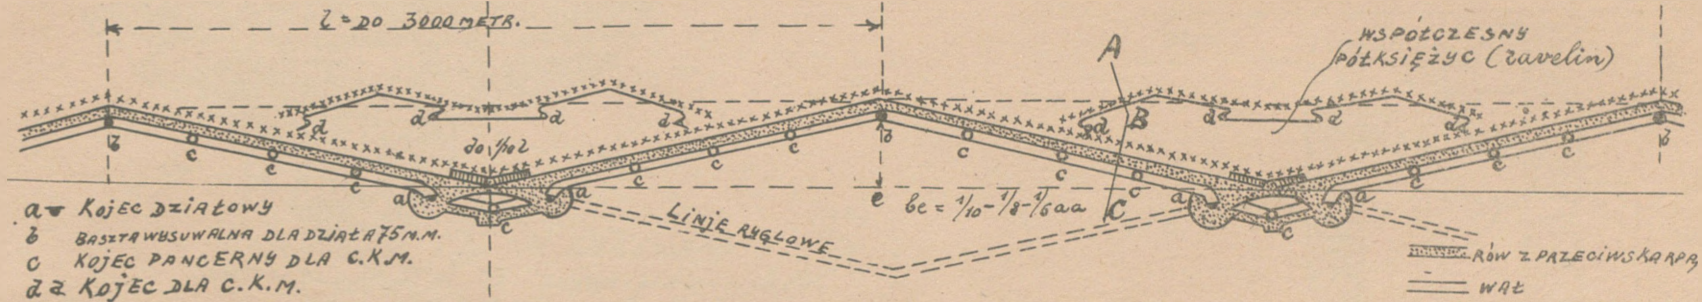 l = DO 3000 METR.
A
WSPÓŁCZESNY
PÓŁKSIĘŻYC (ravelin)
d
d
d
d
d
d
d
d
B
b
b
b
do 1/10 l
c
c
c
c
c
c
c
c
c
c
c
c
a
a
a
a
e
be = 1/10 - 1/8 - 1/6 aa
C
c
c
LINJE RYGLOWE
a KOJEC DZIAŁOWY
b BASZTA WYSUWALNA DLA DZIAŁA 75 M.M.
c KOJEC PANCERNY DLA C.K.M.
d d KOJEC DLA C.K.M.
RÓW Z PRZECIWSKARPĄ
WAŁ